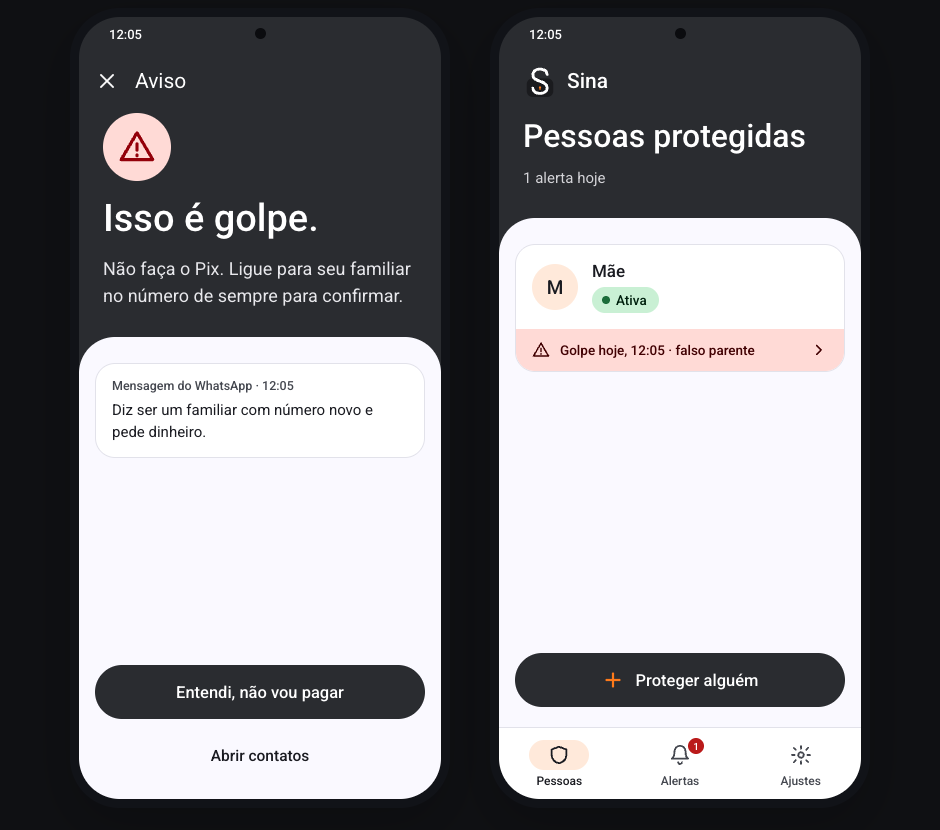 12:05
Aviso
Isso é golpe.
Não faça o Pix. Ligue para seu familiar
no número de sempre para confirmar.
Mensagem do WhatsApp · 12:05
Diz ser um familiar com número novo e
pede dinheiro.
Entendi, não vou pagar
Abrir contatos
12:05
S Sina
Pessoas protegidas
1 alerta hoje
M
Mãe
Ativa
Golpe hoje, 12:05 · falso parente
Proteger alguém
1
Pessoas
Alertas
Ajustes